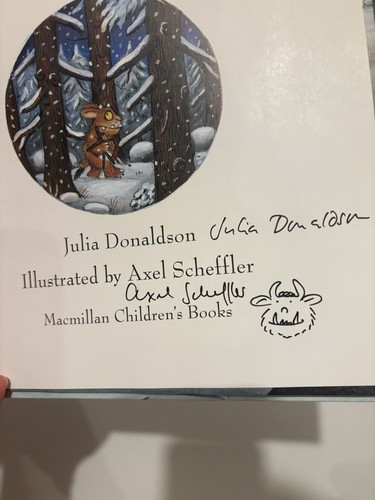 Julia Donaldson Julia Donaldson
Illustrated by Axel Scheffler
Axel Scheffler
Macmillan Children's Books